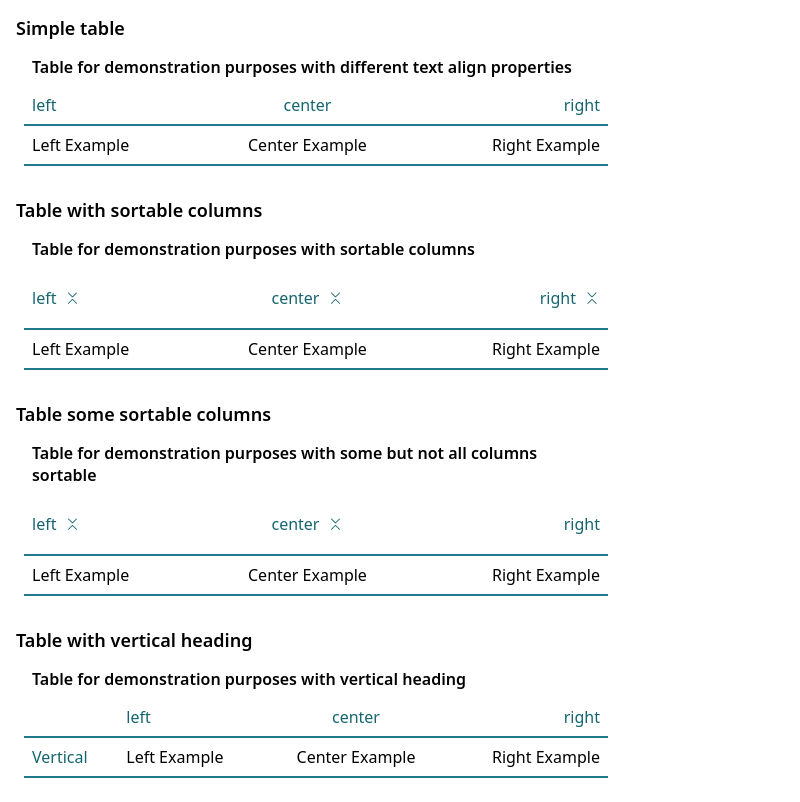 Simple table
Table for demonstration purposes with different text align properties
left center right
Left Example Center Example Right Example
Table with sortable columns
Table for demonstration purposes with sortable columns
left center right
Left Example Center Example Right Example
Table some sortable columns
Table for demonstration purposes with some but not all columns
sortable
left center right
Left Example Center Example Right Example
Table with vertical heading
Table for demonstration purposes with vertical heading
left center right
Vertical Left Example Center Example Right Example